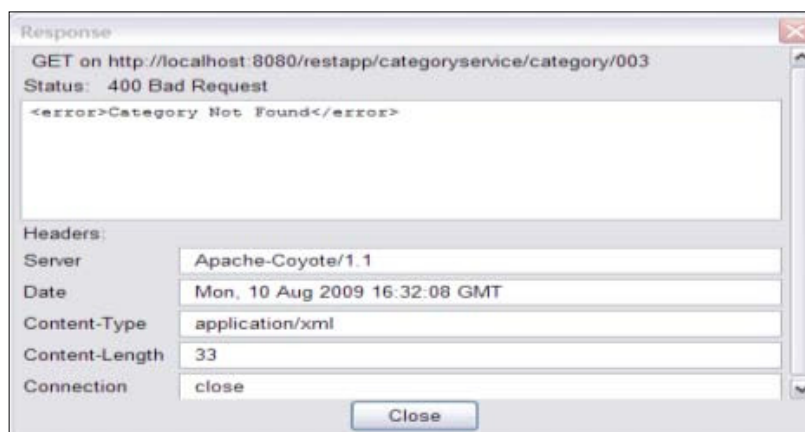 Response
GET on http://localhost:8080/restapp/categoryservice/category/003
Status: 400 Bad Request
<error>Category Not Found</error>
Headers:
Server Apache-Coyote/1.1
Date Mon, 10 Aug 2009 16:32:08 GMT
Content-Type application/xml
Content-Length 33
Connection close
Close